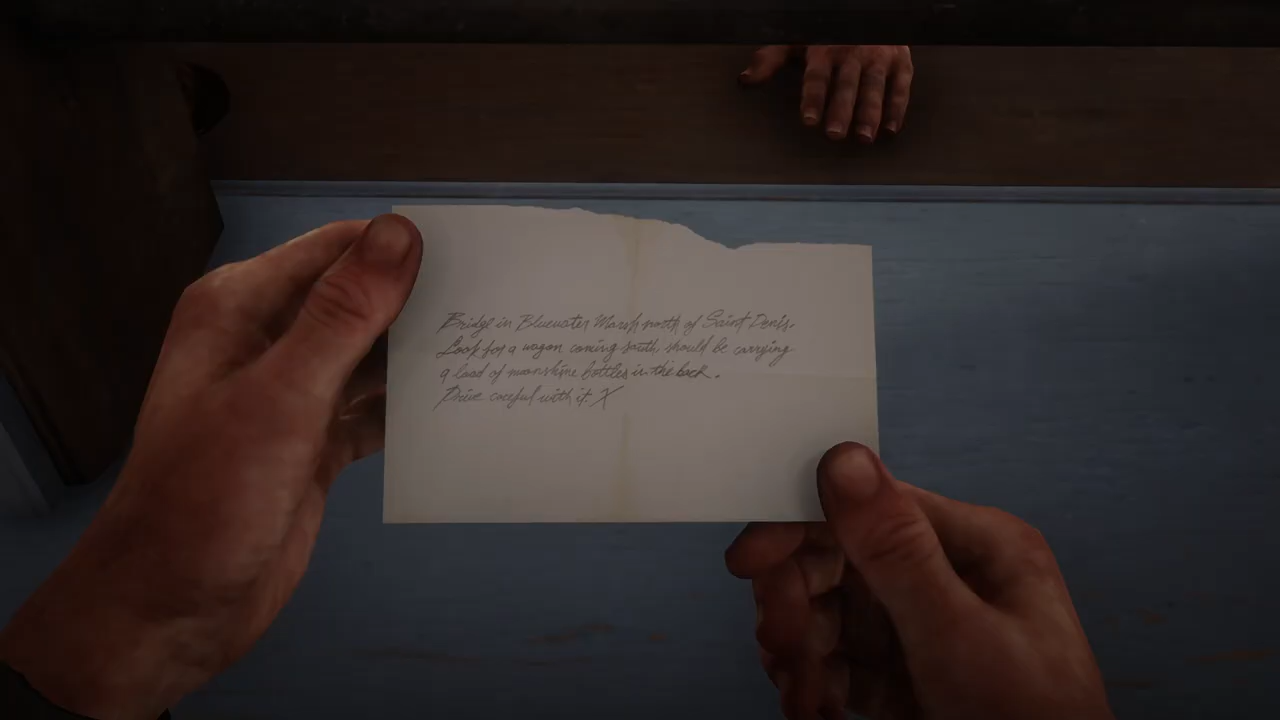 Bridge in Bluewater Marsh north of Saint Denis.
Look for a wagon coming south, should be carrying
a load of moonshine bottles in the back.
Drive careful with it. X